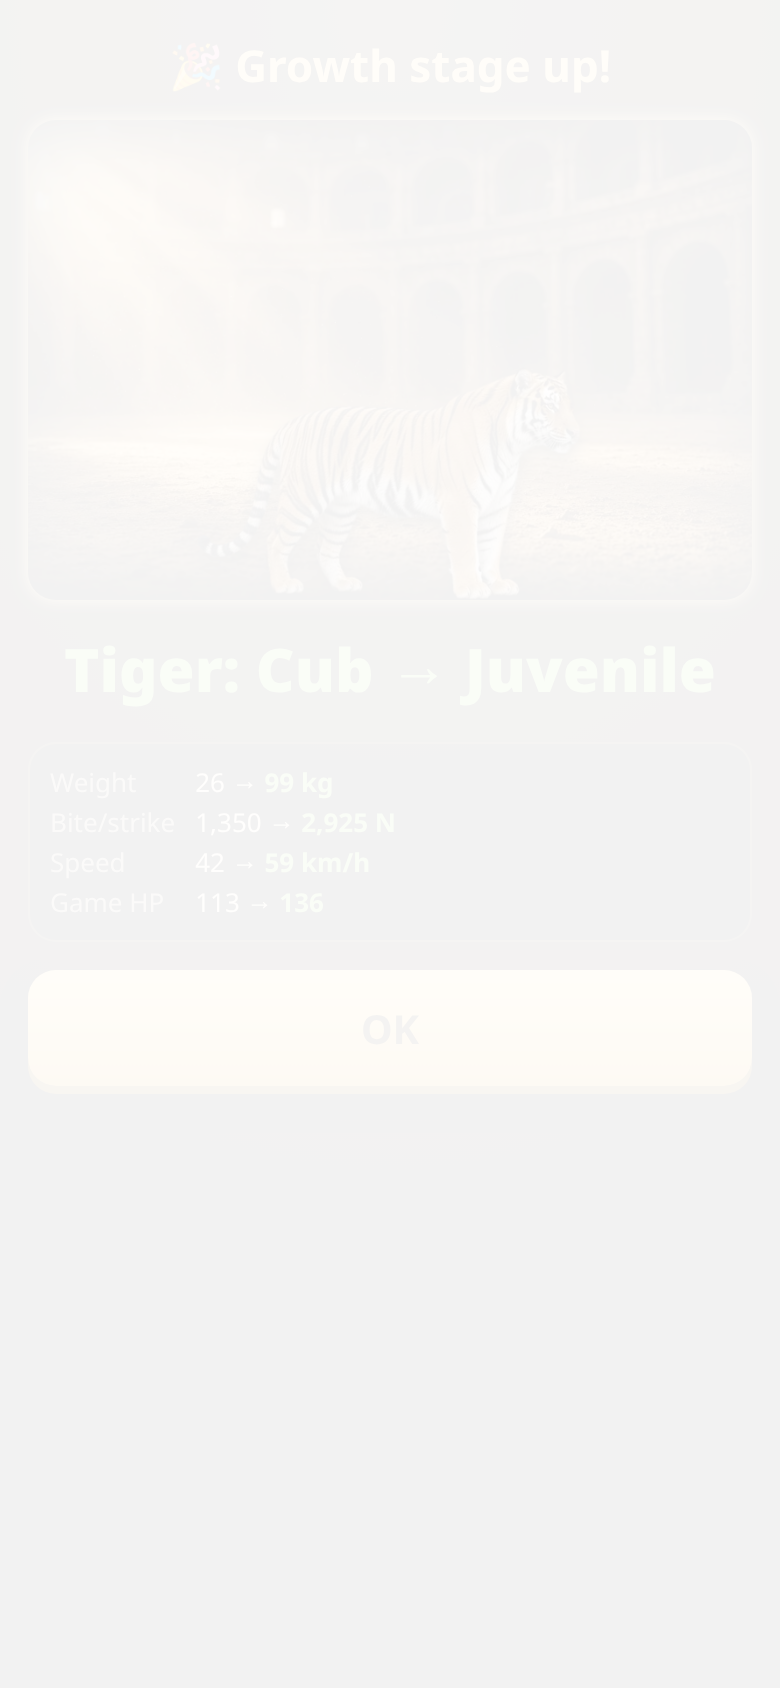 🎉 Growth stage up!
Tiger: Cub → Juvenile
Weight 26 → 99 kg
Bite/strike 1,350 → 2,925 N
Speed 42 → 59 km/h
Game HP 113 → 136
OK